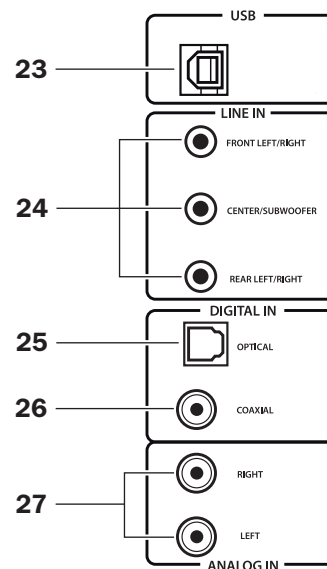 USB
23
LINE IN
FRONT LEFT/RIGHT
24
CENTER/SUBWOOFER
REAR LEFT/RIGHT
DIGITAL IN
25
OPTICAL
26
COAXIAL
RIGHT
27
LEFT
ANALOG IN